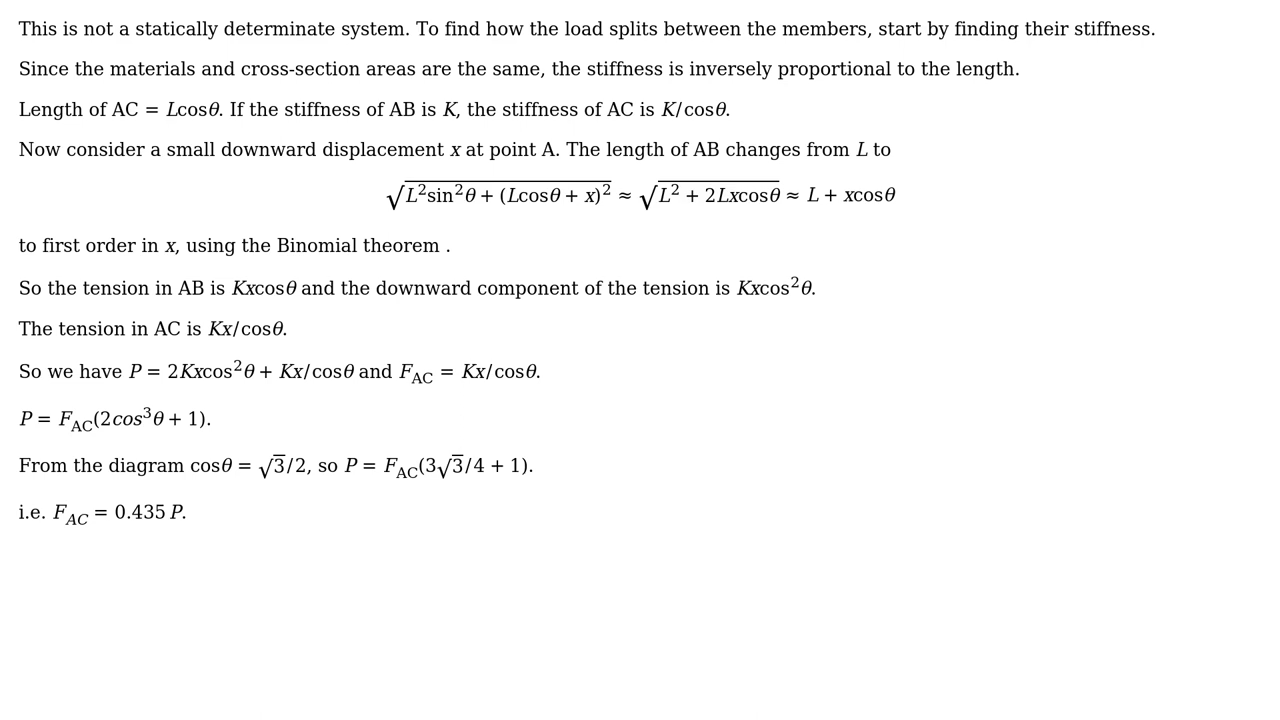 This is not a statically determinate system. To find how the load splits between the members, start by finding their stiffness.
Since the materials and cross-section areas are the same, the stiffness is inversely proportional to the length.
Length of AC = Lcosθ. If the stiffness of AB is K, the stiffness of AC is K/cosθ.
Now consider a small downward displacement x at point A. The length of AB changes from L to
√(L²sin²θ + (Lcosθ + x)²) ≈ √(L² + 2Lxcosθ) ≈ L + xcosθ
to first order in x, using the Binomial theorem .
So the tension in AB is Kxcosθ and the downward component of the tension is Kxcos²θ.
The tension in AC is Kx/cosθ.
So we have P = 2Kxcos²θ + Kx/cosθ and F_AC = Kx/cosθ.
P = F_AC(2cos³θ + 1).
From the diagram cosθ = √3/2, so P = F_AC(3√3/4 + 1).
i.e. F_AC = 0.435 P.